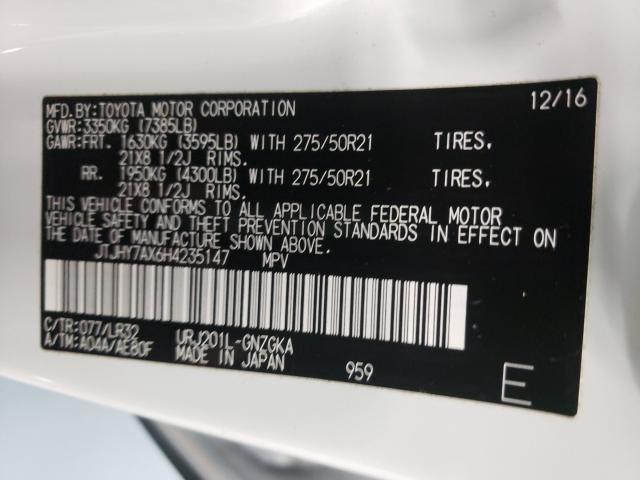 MFD.BY:TOYOTA MOTOR CORPORATION 12/16
GVWR:3350KG (7385LB)
GAWR:FRT. 1630KG (3595LB) WITH 275/50R21 TIRES,
21X8 1/2J RIMS.
RR. 1950KG (4300LB) WITH 275/50R21 TIRES,
21X8 1/2J RIMS.
THIS VEHICLE CONFORMS TO ALL APPLICABLE FEDERAL MOTOR
VEHICLE SAFETY AND THEFT PREVENTION STANDARDS IN EFFECT ON
THE DATE OF MANUFACTURE SHOWN ABOVE.
JTJHY7AX6H4235147 MPV
C/TR:077/LR32 URJ201L-GNZGKA
A/TM:A04A/AE80F MADE IN JAPAN
959
E